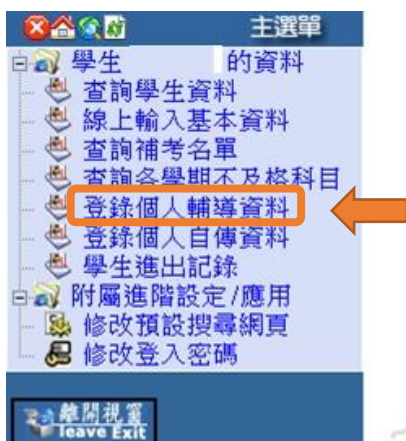 主選單
學生 的資料
查詢學生資料
線上輸入基本資料
查詢補考名單
查詢各學期不及格科目
登錄個人輔導資料
登錄個人自傳資料
學生進出記錄
附屬進階設定/應用
修改預設搜尋網頁
修改登入密碼
離開視窗
leave Exit